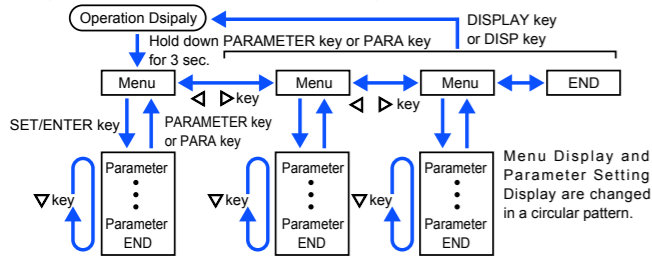 Operation Dsipaly
DISPLAY key
or DISP key
Hold down PARAMETER key or PARA key
for 3 sec.
Menu
◁ ▷ key
Menu
◁ ▷ key
Menu
END
SET/ENTER key
PARAMETER key
or PARA key
▽ key
Parameter
Parameter
END
▽ key
Parameter
Parameter
END
▽ key
Parameter
Parameter
END
Menu Display and
Parameter Setting
Display are changed
in a circular pattern.